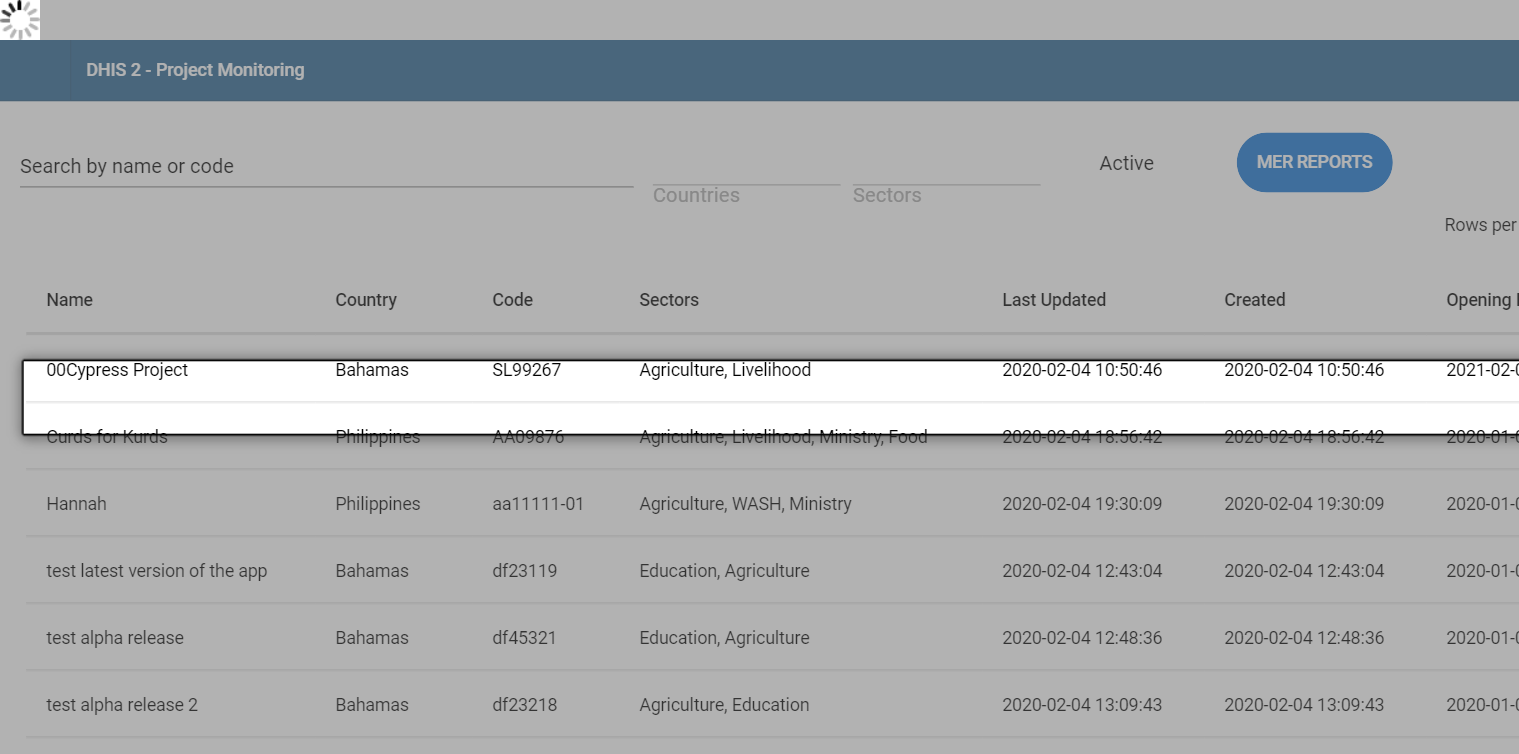 DHIS 2 - Project Monitoring
Search by name or code
Countries
Sectors
Active
MER REPORTS
Rows per
Name Country Code Sectors Last Updated Created Opening
00Cypress Project Bahamas SL99267 Agriculture, Livelihood 2020-02-04 10:50:46 2020-02-04 10:50:46 2021-02-
Curds for Kurds Philippines AA09876 Agriculture, Livelihood, Ministry, Food 2020-02-04 18:56:42 2020-02-04 18:56:42 2020-01-
Hannah Philippines aa11111-01 Agriculture, WASH, Ministry 2020-02-04 19:30:09 2020-02-04 19:30:09 2020-01-
test latest version of the app Bahamas df23119 Education, Agriculture 2020-02-04 12:43:04 2020-02-04 12:43:04 2020-01-
test alpha release Bahamas df45321 Education, Agriculture 2020-02-04 12:48:36 2020-02-04 12:48:36 2020-01-
test alpha release 2 Bahamas df23218 Agriculture, Education 2020-02-04 13:09:43 2020-02-04 13:09:43 2020-01-